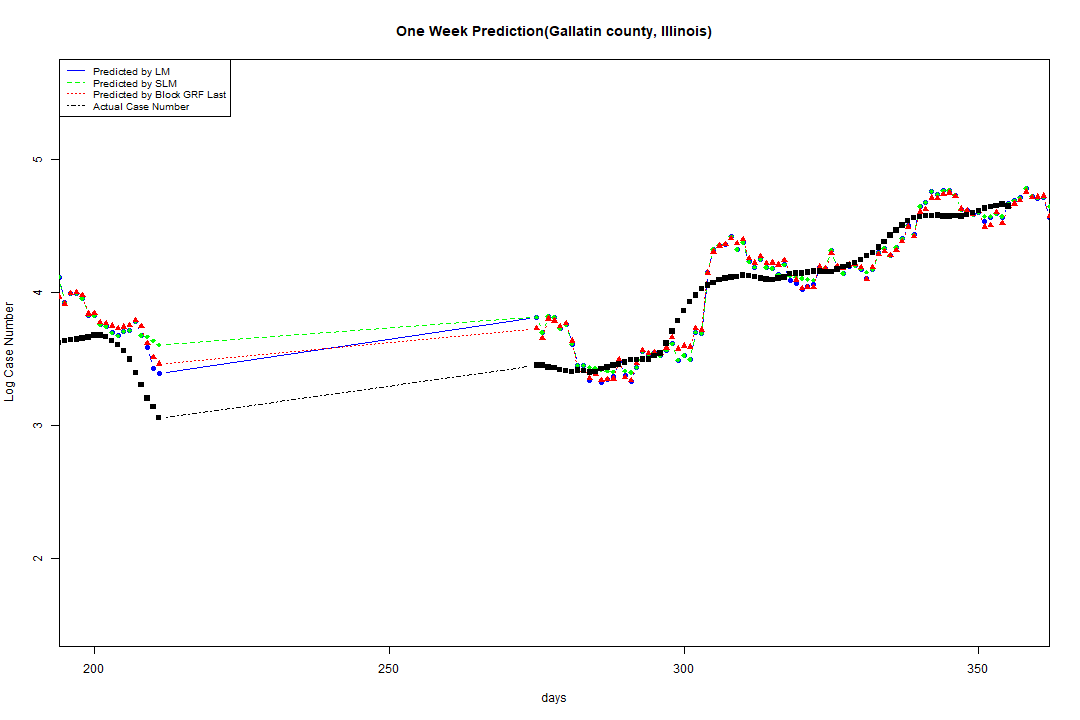 One Week Prediction(Gallatin county, Illinois)
Predicted by LM
Predicted by SLM
Predicted by Block GRF Last
Actual Case Number
Log Case Number
5
4
3
2
200 250 300 350
days